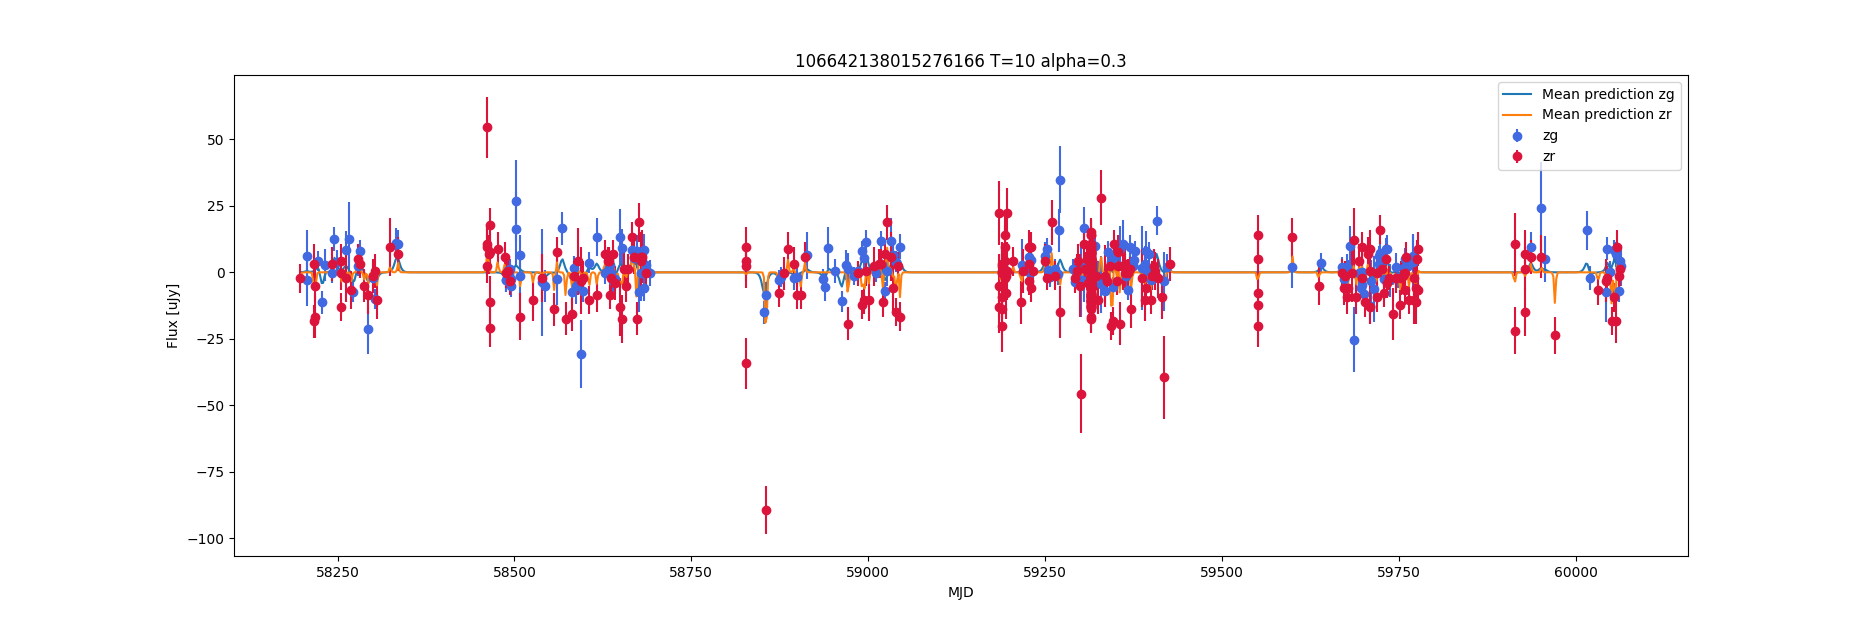 106642138015276166 T=10 alpha=0.3
Mean prediction zg
Mean prediction zr
zg
zr
Flux [uJy]
50
25
0
−25
−50
−75
−100
58250 58500 58750 59000 59250 59500 59750 60000
MJD